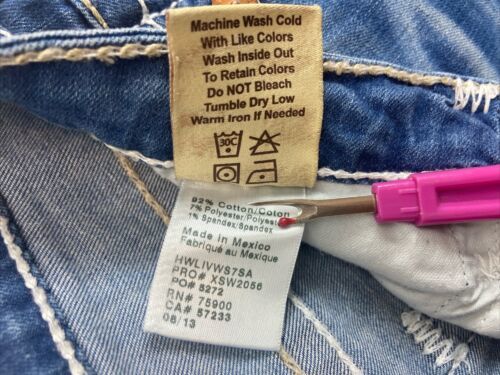 Machine Wash Cold
With Like Colors
Wash Inside Out
To Retain Colors
Do NOT Bleach
Tumble Dry Low
Warm Iron If Needed
30C
92% Cotton/Coton
7% Polyester/Polyester
1% Spandex/Spandex
Made in Mexico
Fabriqué au Mexique
HWLIVWS7SA
PRO# XSW2056
PO# 5272
RN# 75900
CA# 57233
08/13